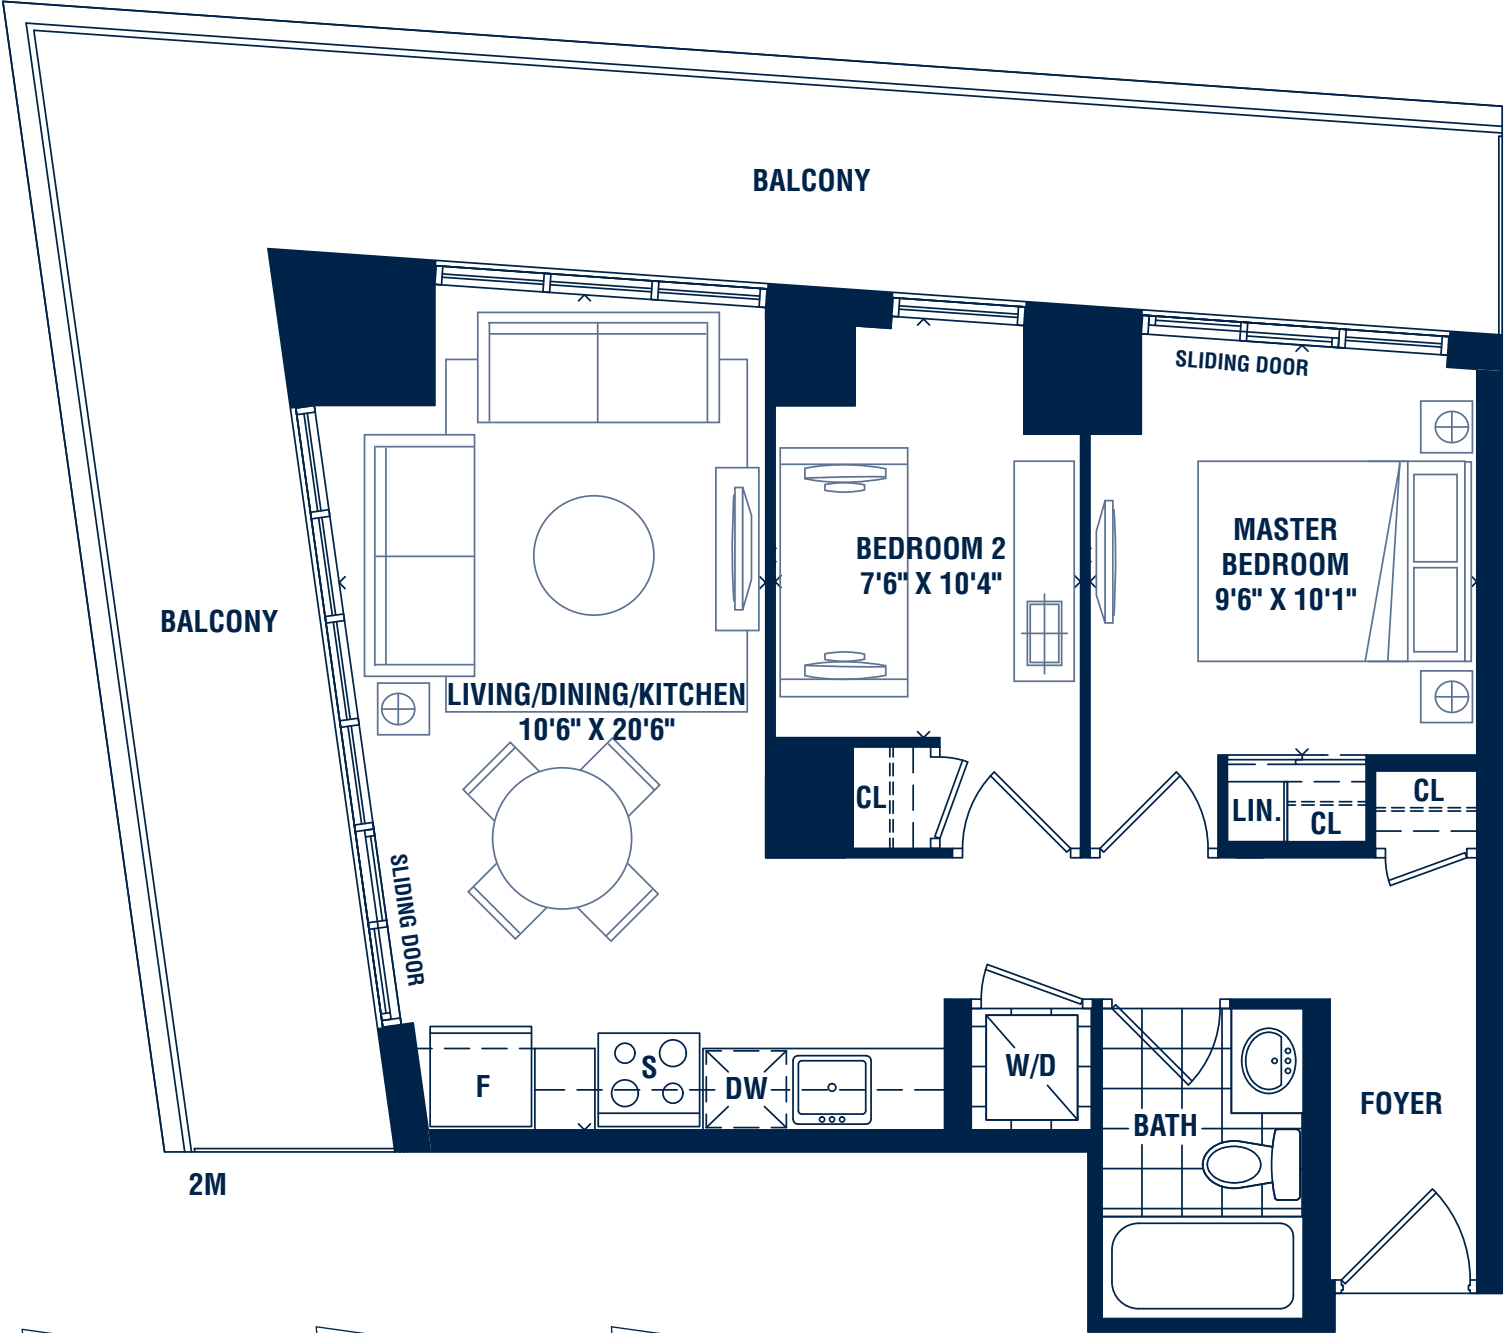 BALCONY
SLIDING DOOR
BEDROOM 2
7'6" X 10'4"
MASTER
BEDROOM
9'6" X 10'1"
BALCONY
LIVING/DINING/KITCHEN
10'6" X 20'6"
CL
LIN.
CL
CL
SLIDING DOOR
F
S
DW
W/D
BATH
FOYER
2M